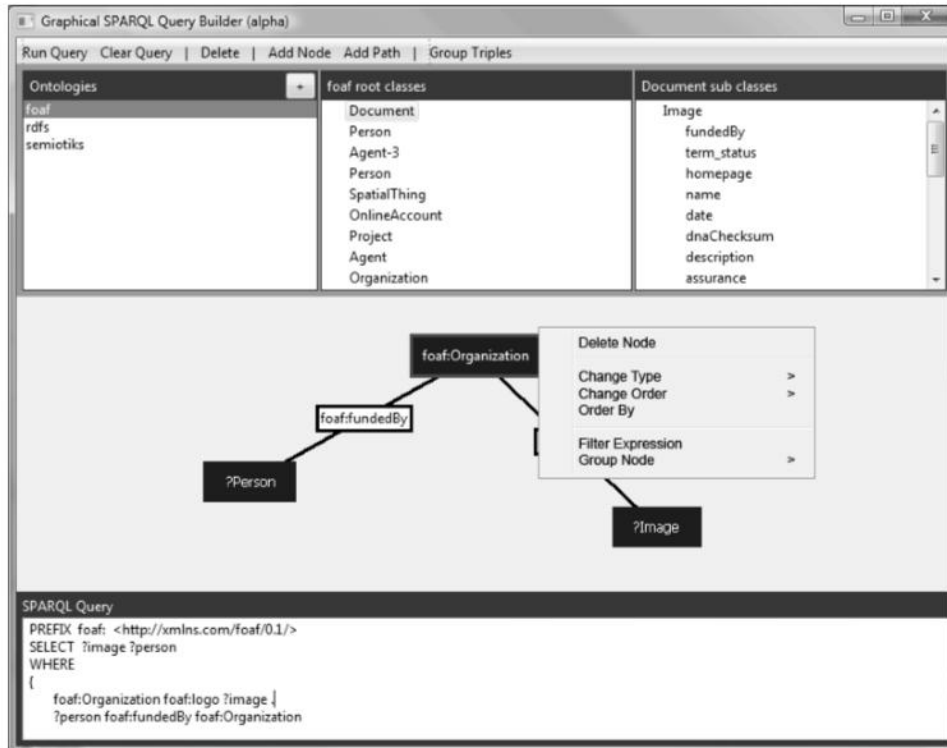 Graphical SPARQL Query Builder (alpha)
Run Query Clear Query | Delete | Add Node Add Path | Group Triples
Ontologies +
foaf
rdfs
semiotiks
foaf root classes
Document
Person
Agent-3
Person
SpatialThing
OnlineAccount
Project
Agent
Organization
Document sub classes
Image
fundedBy
term_status
homepage
name
date
dnaChecksum
description
assurance
foaf:Organization
foaf:fundedBy
?Person
?Image
Delete Node
Change Type >
Change Order >
Order By
Filter Expression
Group Node >
SPARQL Query
PREFIX foaf: <http://xmlns.com/foaf/0.1/>
SELECT ?image ?person
WHERE
{
foaf:Organization foaf:logo ?image .
?person foaf:fundedBy foaf:Organization